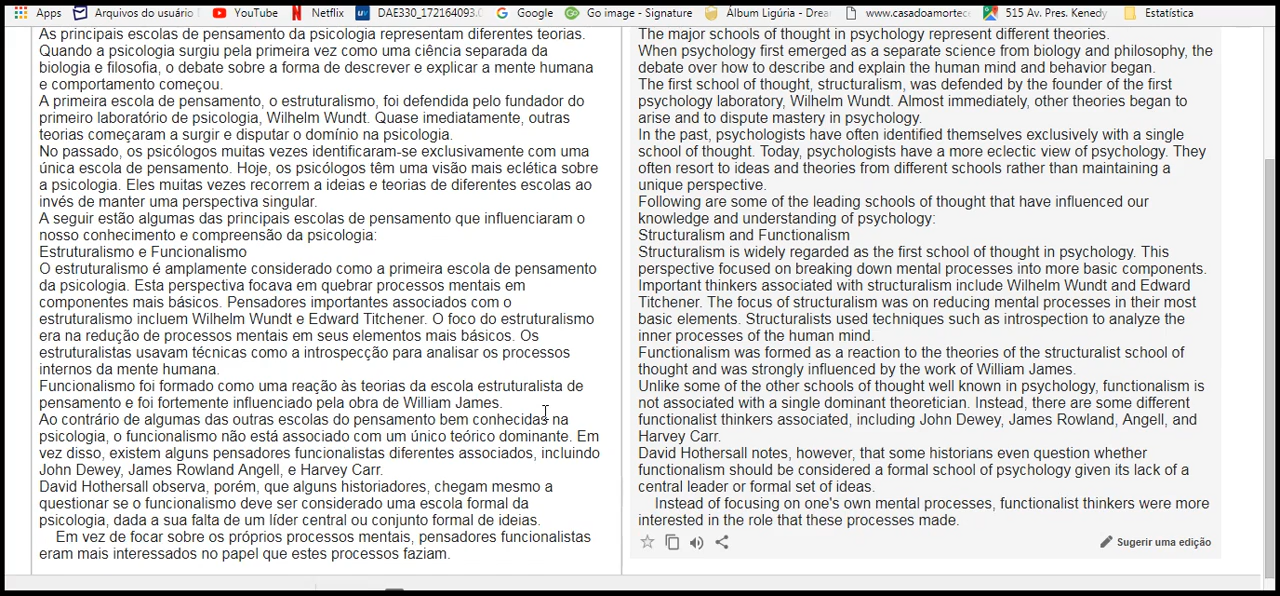 Apps
Arquivos do usuário
YouTube
Netflix
DAE330_172164093.
Google
Go image - Signature
Álbum Ligúria - Drea
www.casadoamortec
515 Av. Pres. Kenedy
Estatística
As principais escolas de pensamento da psicologia representam diferentes teorias.
Quando a psicologia surgiu pela primeira vez como uma ciência separada da
biologia e filosofia, o debate sobre a forma de descrever e explicar a mente humana
e comportamento começou.
A primeira escola de pensamento, o estruturalismo, foi defendida pelo fundador do
primeiro laboratório de psicologia, Wilhelm Wundt. Quase imediatamente, outras
teorias começaram a surgir e disputar o domínio na psicologia.
No passado, os psicólogos muitas vezes identificaram-se exclusivamente com uma
única escola de pensamento. Hoje, os psicólogos têm uma visão mais eclética sobre
a psicologia. Eles muitas vezes recorrem a ideias e teorias de diferentes escolas ao
invés de manter uma perspectiva singular.
A seguir estão algumas das principais escolas de pensamento que influenciaram o
nosso conhecimento e compreensão da psicologia:
Estruturalismo e Funcionalismo
O estruturalismo é amplamente considerado como a primeira escola de pensamento
da psicologia. Esta perspectiva focava em quebrar processos mentais em
componentes mais básicos. Pensadores importantes associados com o
estruturalismo incluem Wilhelm Wundt e Edward Titchener. O foco do estruturalismo
era na redução de processos mentais em seus elementos mais básicos. Os
estruturalistas usavam técnicas como a introspecção para analisar os processos
internos da mente humana.
Funcionalismo foi formado como uma reação às teorias da escola estruturalista de
pensamento e foi fortemente influenciado pela obra de William James.
Ao contrário de algumas das outras escolas do pensamento bem conhecidas na
psicologia, o funcionalismo não está associado com um único teórico dominante. Em
vez disso, existem alguns pensadores funcionalistas diferentes associados, incluindo
John Dewey, James Rowland Angell, e Harvey Carr.
David Hothersall observa, porém, que alguns historiadores, chegam mesmo a
questionar se o funcionalismo deve ser considerado uma escola formal da
psicologia, dada a sua falta de um líder central ou conjunto formal de ideias.
Em vez de focar sobre os próprios processos mentais, pensadores funcionalistas
eram mais interessados no papel que estes processos faziam.
The major schools of thought in psychology represent different theories.
When psychology first emerged as a separate science from biology and philosophy, the
debate over how to describe and explain the human mind and behavior began.
The first school of thought, structuralism, was defended by the founder of the first
psychology laboratory, Wilhelm Wundt. Almost immediately, other theories began to
arise and to dispute mastery in psychology.
In the past, psychologists have often identified themselves exclusively with a single
school of thought. Today, psychologists have a more eclectic view of psychology. They
often resort to ideas and theories from different schools rather than maintaining a
unique perspective.
Following are some of the leading schools of thought that have influenced our
knowledge and understanding of psychology:
Structuralism and Functionalism
Structuralism is widely regarded as the first school of thought in psychology. This
perspective focused on breaking down mental processes into more basic components.
Important thinkers associated with structuralism include Wilhelm Wundt and Edward
Titchener. The focus of structuralism was on reducing mental processes in their most
basic elements. Structuralists used techniques such as introspection to analyze the
inner processes of the human mind.
Functionalism was formed as a reaction to the theories of the structuralist school of
thought and was strongly influenced by the work of William James.
Unlike some of the other schools of thought well known in psychology, functionalism is
not associated with a single dominant theoretician. Instead, there are some different
functionalist thinkers associated, including John Dewey, James Rowland, Angell, and
Harvey Carr.
David Hothersall notes, however, that some historians even question whether
functionalism should be considered a formal school of psychology given its lack of a
central leader or formal set of ideas.
Instead of focusing on one's own mental processes, functionalist thinkers were more
interested in the role that these processes made.
Sugerir uma edição